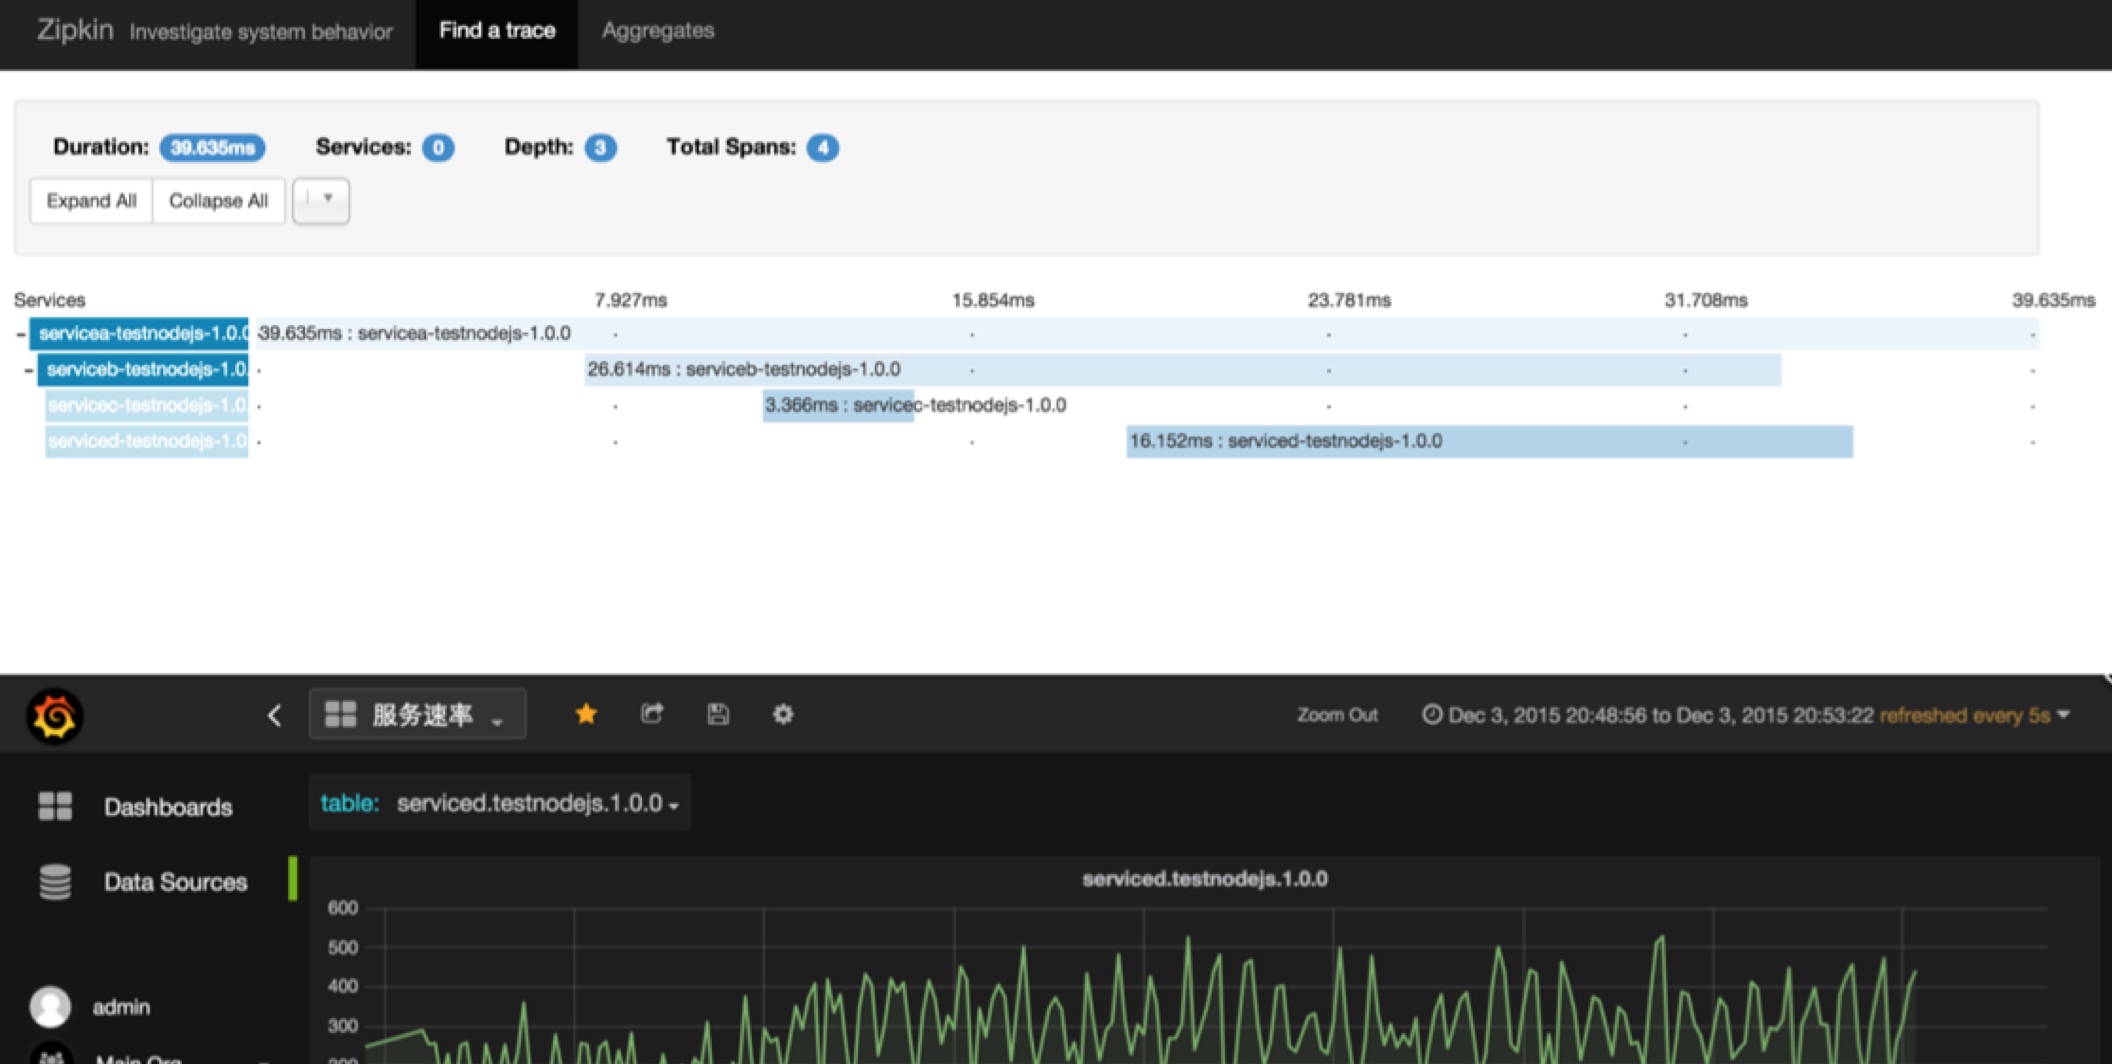 Zipkin Investigate system behavior Find a trace Aggregates
Duration: 39.635ms Services: 0 Depth: 3 Total Spans: 4
Expand All Collapse All
Services 7.927ms 15.854ms 23.781ms 31.708ms 39.635ms
servicea-testnodejs-1.0.0 39.635ms : servicea-testnodejs-1.0.0
serviceb-testnodejs-1.0. 26.614ms : serviceb-testnodejs-1.0.0
servicec-testnodejs-1.0. 3.366ms : servicec-testnodejs-1.0.0
serviced-testnodejs-1.0 16.152ms : serviced-testnodejs-1.0.0
服务速率 Zoom Out Dec 3, 2015 20:48:56 to Dec 3, 2015 20:53:22 refreshed every 5s
Dashboards table: serviced.testnodejs.1.0.0
Data Sources serviced.testnodejs.1.0.0
600
500
400
admin
300
Main Org.
200